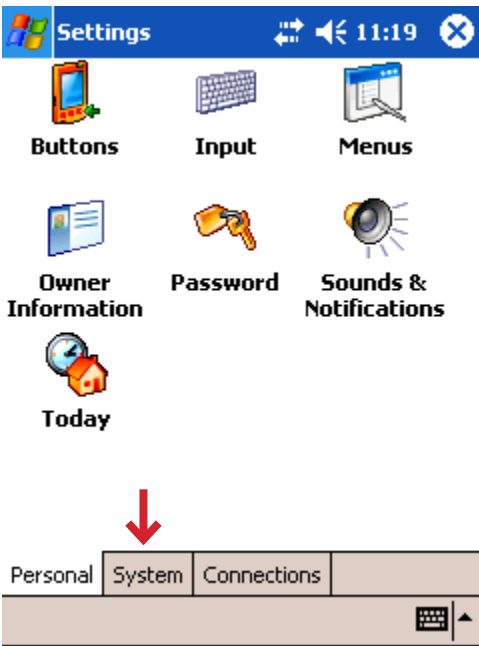 Settings 11:19
Buttons Input Menus
Owner Information Password Sounds & Notifications
Today
Personal System Connections